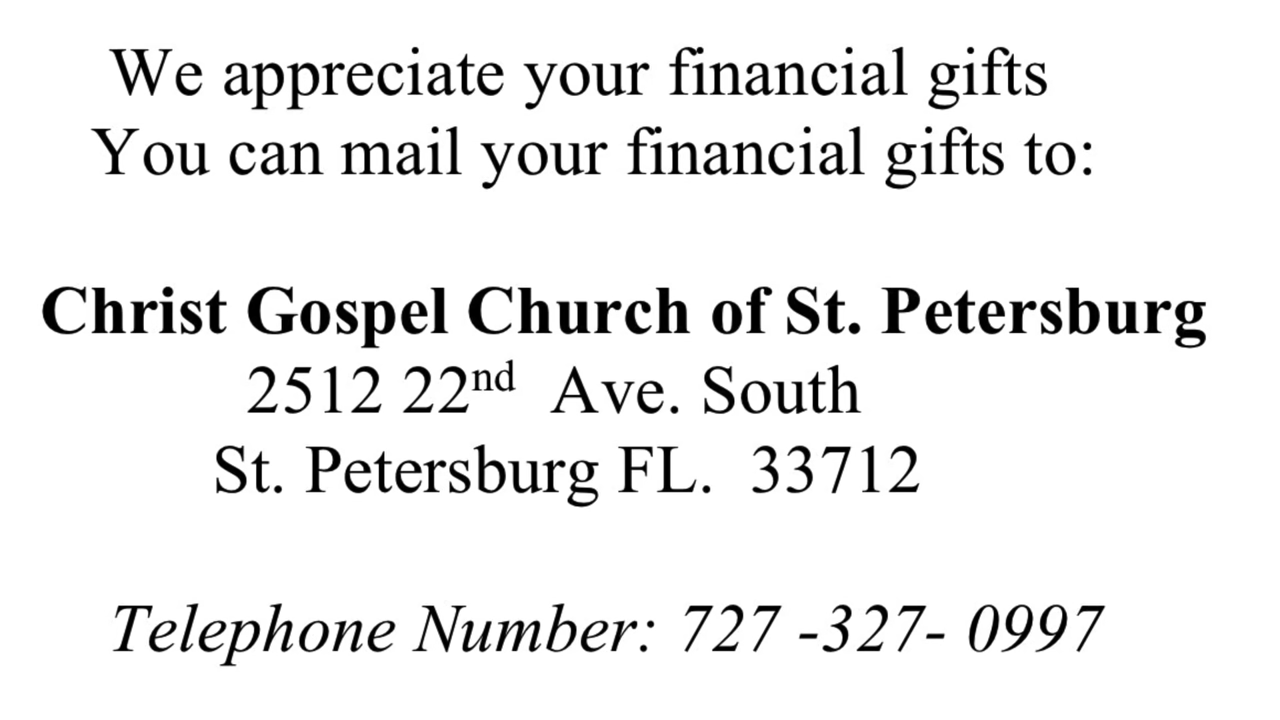 We appreciate your financial gifts
You can mail your financial gifts to:
Christ Gospel Church of St. Petersburg
2512 22nd Ave. South
St. Petersburg FL. 33712
Telephone Number: 727 -327- 0997